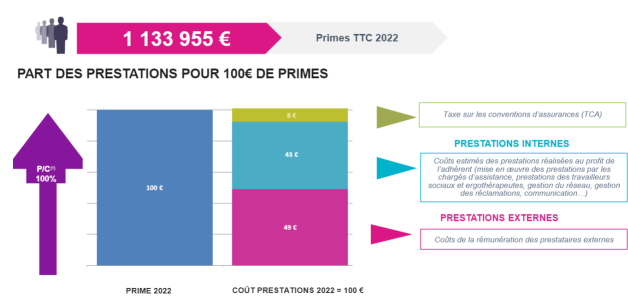 1 133 955 €
Primes TTC 2022
PART DES PRESTATIONS POUR 100€ DE PRIMES
8 €
Taxe sur les conventions d'assurances (TCA)
PRESTATIONS INTERNES
Coûts estimés des prestations réalisées au profit de
l'adhérent (mise en œuvre des prestations par les
chargés d'assistance, prestations des travailleurs
sociaux et ergothérapeutes, gestion du réseau, gestion
des réclamations, communication…)
43 €
P/C(*)
100%
100 €
PRESTATIONS EXTERNES
49 €
Coûts de la rémunération des prestataires externes
PRIME 2022
COÛT PRESTATIONS 2022 = 100 €